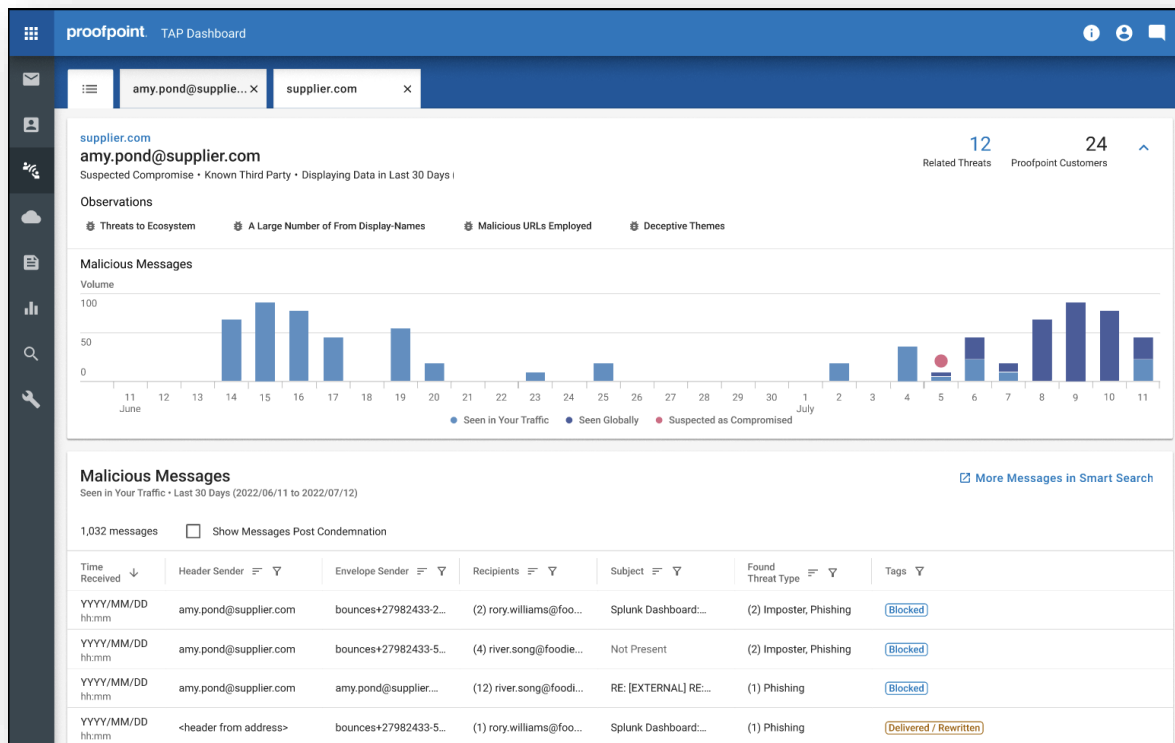 proofpoint. TAP Dashboard
amy.pond@supplie... ×
supplier.com ×
supplier.com
amy.pond@supplier.com
Suspected Compromise • Known Third Party • Displaying Data in Last 30 Days
12
Related Threats
24
Proofpoint Customers
Observations
Threats to Ecosystem
A Large Number of From Display-Names
Malicious URLs Employed
Deceptive Themes
Malicious Messages
Volume
100
50
0
11 12 13 14 15 16 17 18 19 20 21 22 23 24 25 26 27 28 29 30 1 2 3 4 5 6 7 8 9 10 11
June July
Seen in Your Traffic Seen Globally Suspected as Compromised
Malicious Messages
Seen in Your Traffic • Last 30 Days (2022/06/11 to 2022/07/12)
More Messages in Smart Search
1,032 messages Show Messages Post Condemnation
Time Received Header Sender Envelope Sender Recipients Subject Found Threat Type Tags
YYYY/MM/DD hh:mm amy.pond@supplier.com bounces+27982433-2... (2) rory.williams@foo... Splunk Dashboard:... (2) Imposter, Phishing Blocked
YYYY/MM/DD hh:mm amy.pond@supplier.com bounces+27982433-5... (4) river.song@foodie... Not Present (2) Imposter, Phishing Blocked
YYYY/MM/DD hh:mm amy.pond@supplier.com amy.pond@supplier.... (12) river.song@foodi... RE: [EXTERNAL] RE:... (1) Phishing Blocked
YYYY/MM/DD hh:mm <header from address> bounces+27982433-5... (1) rory.williams@foo... Splunk Dashboard:... (1) Phishing Delivered / Rewritten